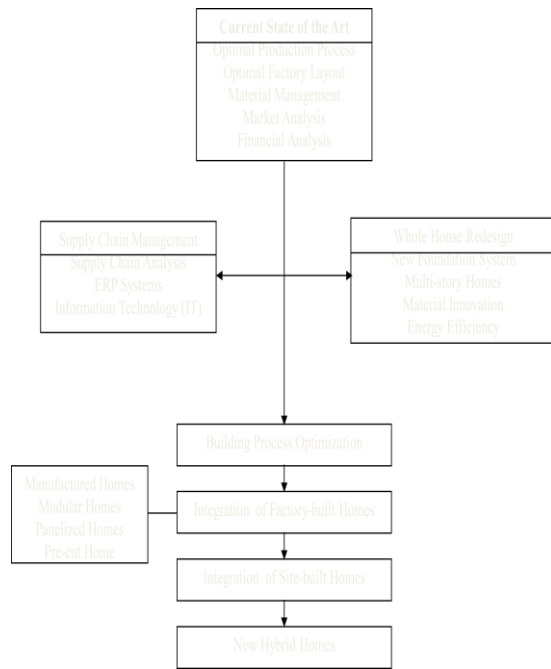 Current State of the Art
Optimal Production Process
Optimal Factory Layout
Material Management
Market Analysis
Financial Analysis
Supply Chain Management
Supply Chain Analysis
ERP Systems
Information Technology (IT)
Whole House Redesign
New Foundation System
Multi-story Homes
Material Innovation
Energy Efficiency
Building Process Optimization
Manufactured Homes
Modular Homes
Panelized Homes
Pre-cut Home
Integration of Factory-built Homes
Integration of Site-built Homes
New Hybrid Homes